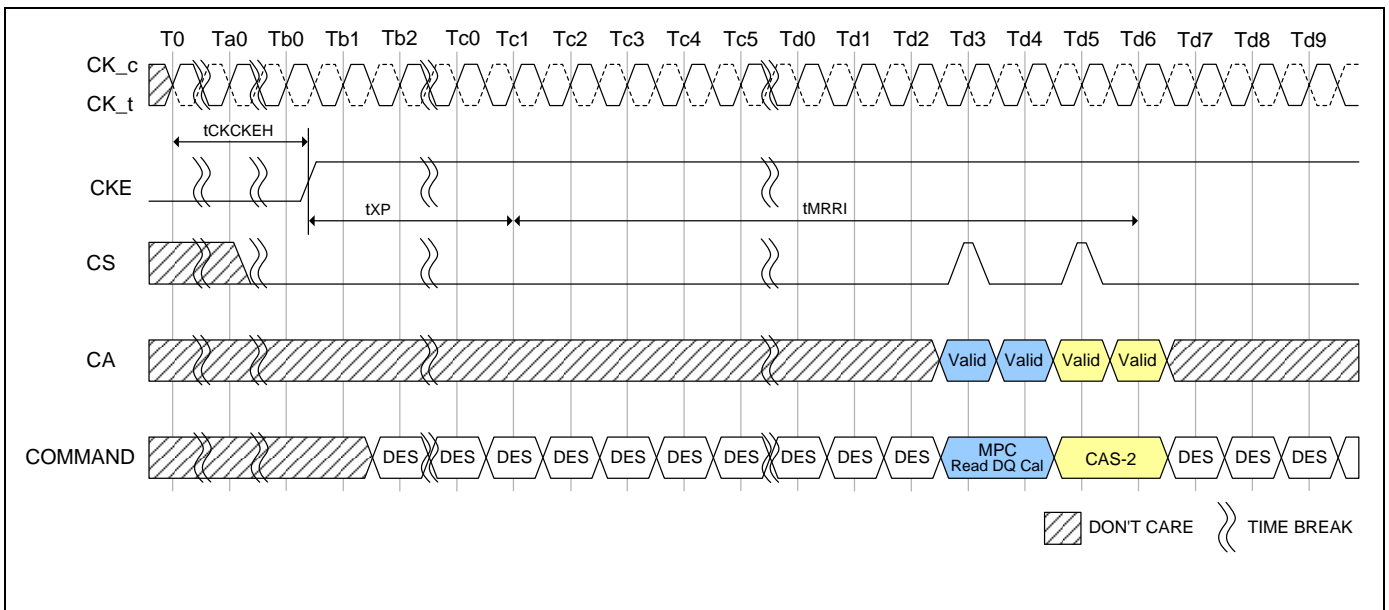 T0 Ta0 Tb0 Tb1 Tb2 Tc0 Tc1 Tc2 Tc3 Tc4 Tc5 Td0 Td1 Td2 Td3 Td4 Td5 Td6 Td7 Td8 Td9
CK_c
CK_t
tCKCKEH
CKE
tXP tMRRI
CS
CA Valid Valid Valid Valid
COMMAND DES DES DES DES DES DES DES DES DES DES MPC Read DQ Cal CAS-2 DES DES DES
DON'T CARE TIME BREAK